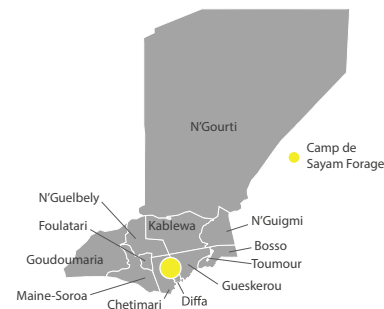 N'Gourti
Camp de
Sayam Forage
N'Guelbely
Foulatari
Kablewa
N'Guigmi
Goudoumaria
Bosso
Toumour
Gueskerou
Maine-Soroa
Chetimari
Diffa